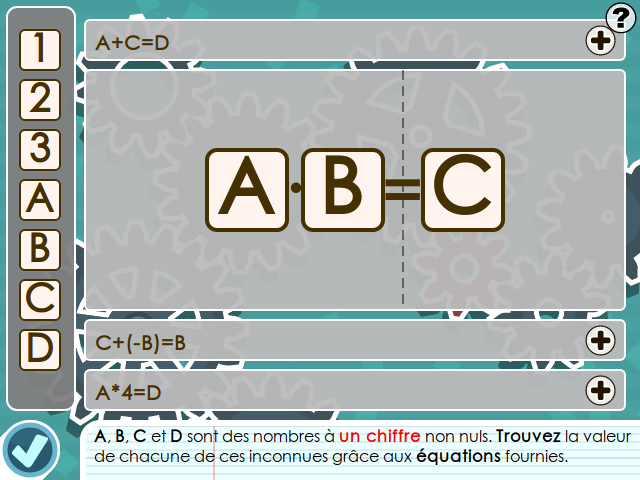 ?
A+C=D
1
2
3
A
B
C
D
A·B=C
C+(-B)=B
A*4=D
A, B, C et D sont des nombres à un chiffre non nuls. Trouvez la valeur
de chacune de ces inconnues grâce aux équations fournies.